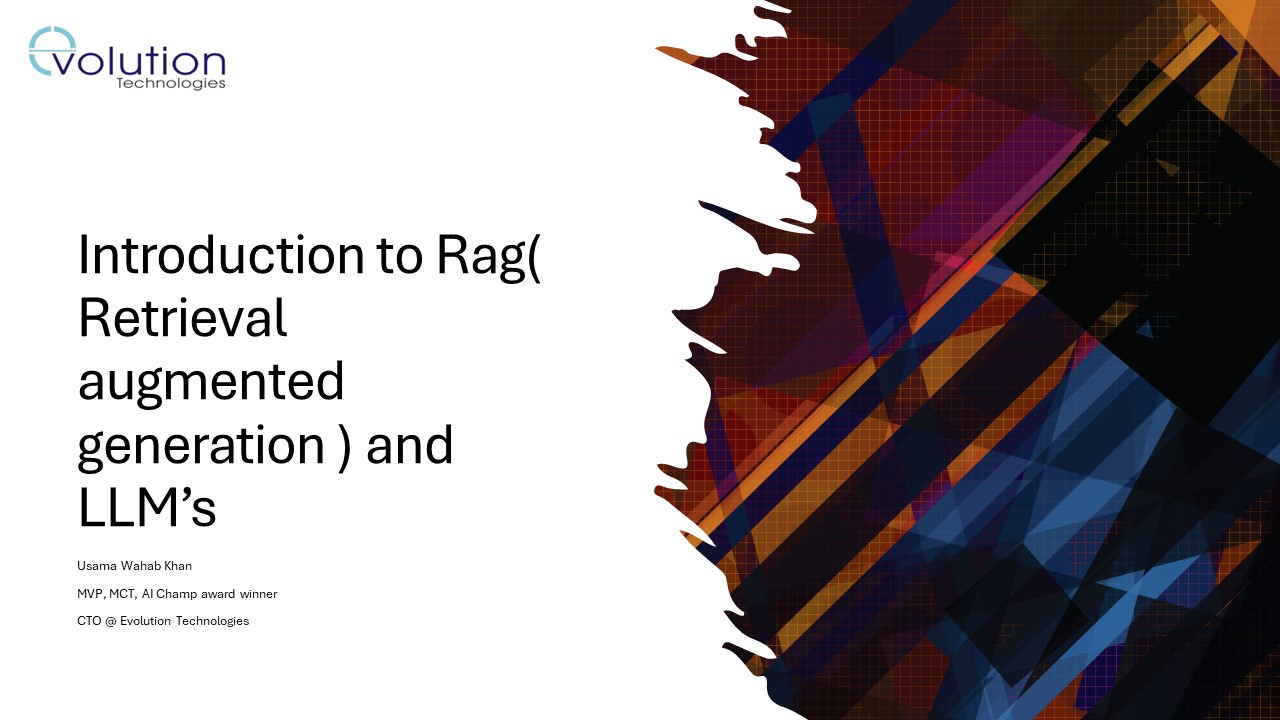 evolution
Technologies
Introduction to Rag(
Retrieval
augmented
generation ) and
LLM’s
Usama Wahab Khan
MVP, MCT, AI Champ award winner
CTO @ Evolution Technologies